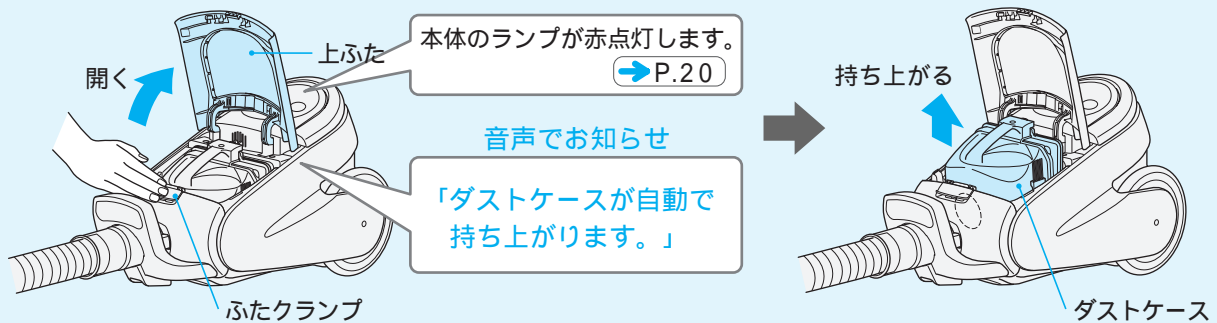 上ふた
開く
本体のランプが赤点灯します。
P.20
音声でお知らせ
「ダストケースが自動で
持ち上がります。」
ふたクランプ
持ち上がる
ダストケース